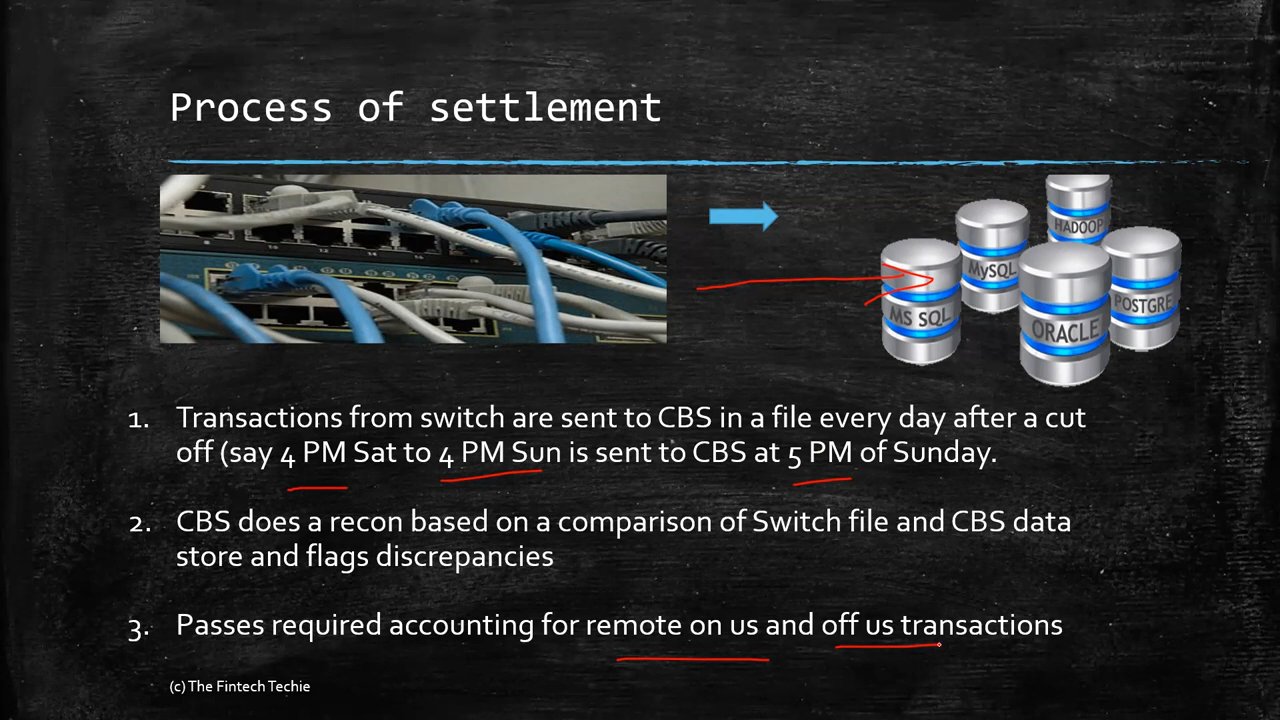 Process of settlement
HADOOP
MySQL
MS SQL
ORACLE
POSTGRE
1. Transactions from switch are sent to CBS in a file every day after a cut
off (say 4 PM Sat to 4 PM Sun is sent to CBS at 5 PM of Sunday.
2. CBS does a recon based on a comparison of Switch file and CBS data
store and flags discrepancies
3. Passes required accounting for remote on us and off us transactions
(c) The Fintech Techie